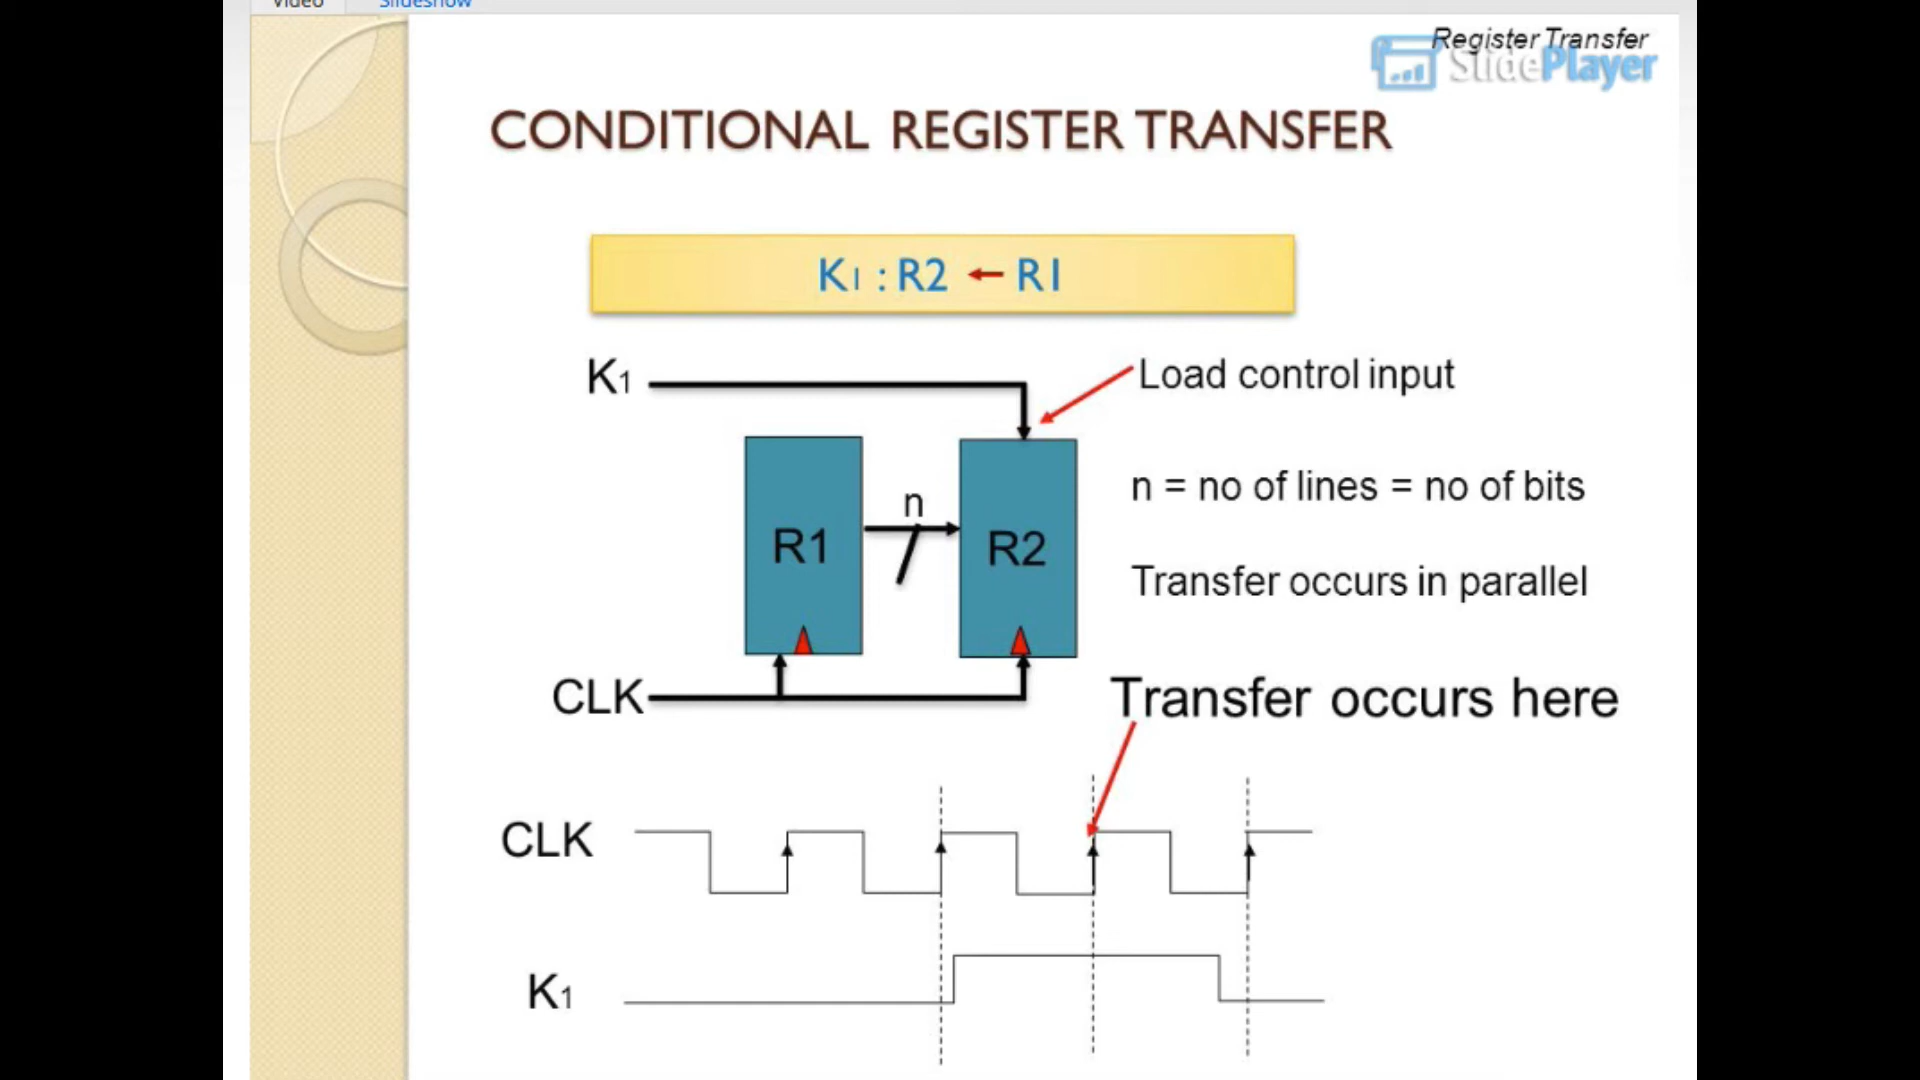 Video Slideshow
Register Transfer
SlidePlayer
CONDITIONAL REGISTER TRANSFER
K1 : R2 ← R1
K1
Load control input
n
n = no of lines = no of bits
R1
R2
Transfer occurs in parallel
CLK
Transfer occurs here
CLK
K1